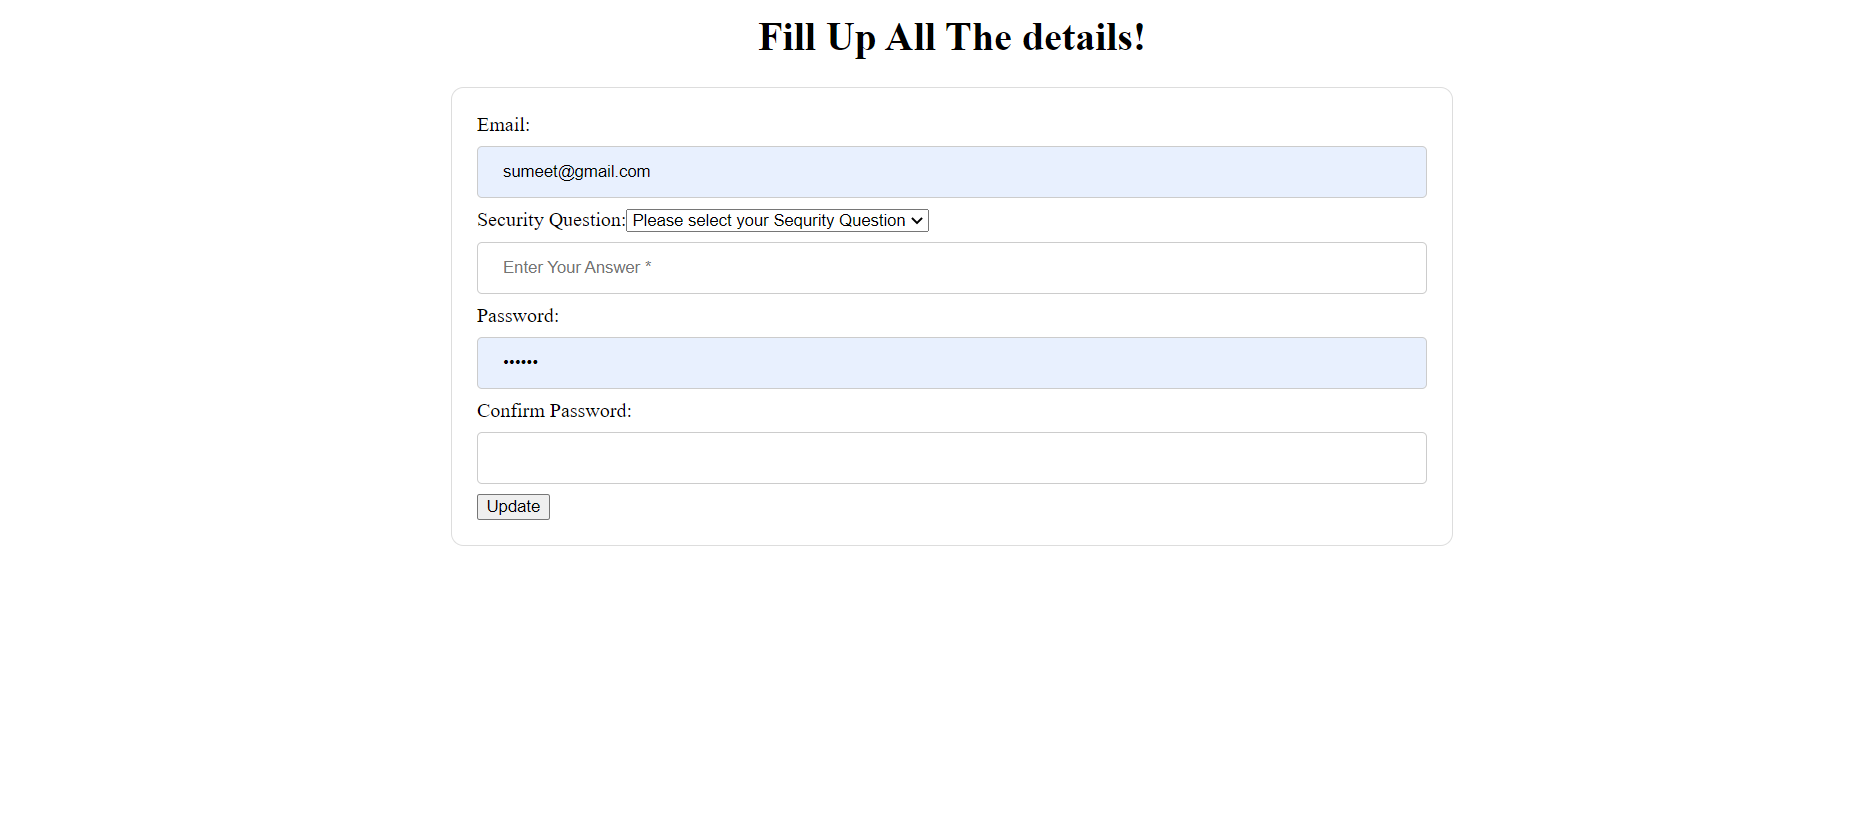 Fill Up All The details!
Email:
sumeet@gmail.com
Security Question: Please select your Sequrity Question
Enter Your Answer *
Password:
••••••
Confirm Password:
Update